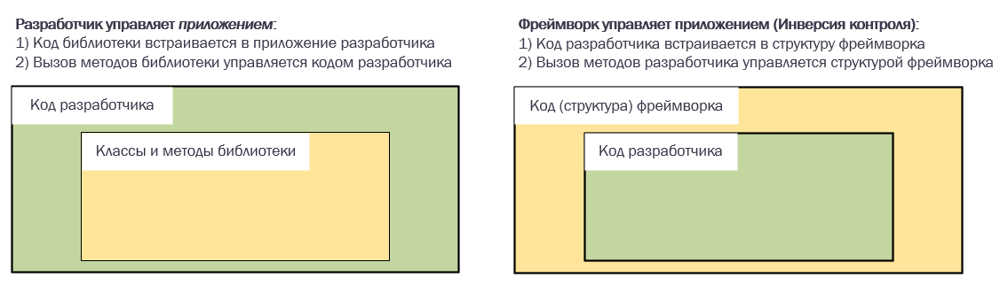 Разработчик управляет приложением:
1) Код библиотеки встраивается в приложение разработчика
2) Вызов методов библиотеки управляется кодом разработчика
Код разработчика
Классы и методы библиотеки
Фреймворк управляет приложением (Инверсия контроля):
1) Код разработчика встраивается в структуру фреймворка
2) Вызов методов разработчика управляется структурой фреймворка
Код (структура) фреймворка
Код разработчика